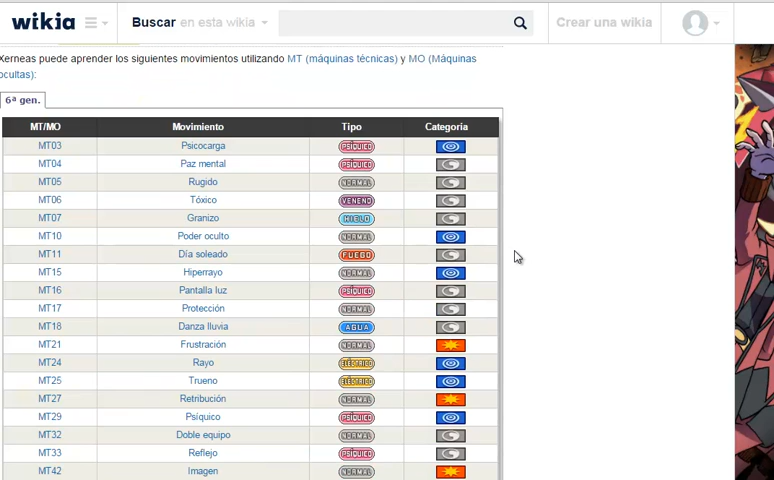 wikia Buscar en esta wikia Crear una wikia
Xerneas puede aprender los siguientes movimientos utilizando MT (máquinas técnicas) y MO (Máquinas
ocultas):
6ª gen.
MT/MO Movimiento Tipo Categoría
MT03 Psicocarga PSÍQUICO
MT04 Paz mental PSÍQUICO
MT05 Rugido NORMAL
MT06 Tóxico VENENO
MT07 Granizo HIELO
MT10 Poder oculto NORMAL
MT11 Día soleado FUEGO
MT15 Hiperrayo NORMAL
MT16 Pantalla luz PSÍQUICO
MT17 Protección NORMAL
MT18 Danza lluvia AGUA
MT21 Frustración NORMAL
MT24 Rayo ELÉCTRICO
MT25 Trueno ELÉCTRICO
MT27 Retribución NORMAL
MT29 Psíquico PSÍQUICO
MT32 Doble equipo NORMAL
MT33 Reflejo PSÍQUICO
MT42 Imagen NORMAL